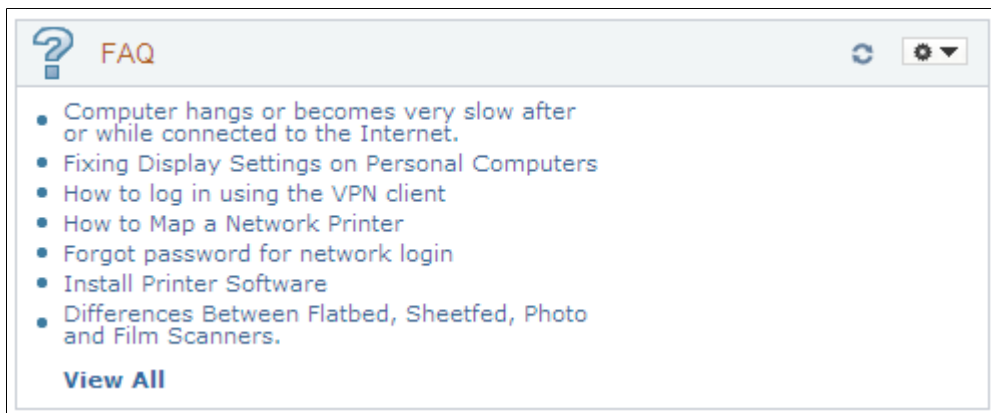 FAQ
Computer hangs or becomes very slow after
or while connected to the Internet.
Fixing Display Settings on Personal Computers
How to log in using the VPN client
How to Map a Network Printer
Forgot password for network login
Install Printer Software
Differences Between Flatbed, Sheetfed, Photo
and Film Scanners.
View All